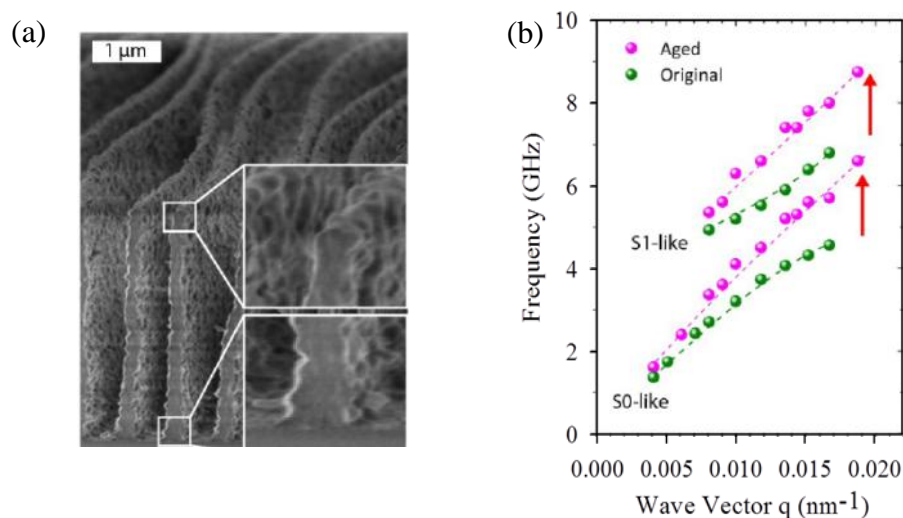 (a)
1 µm
(b)
10
8
6
4
2
0
Frequency (GHz)
Aged
Original
S1-like
S0-like
0.000 0.005 0.010 0.015 0.020
Wave Vector q (nm⁻¹)